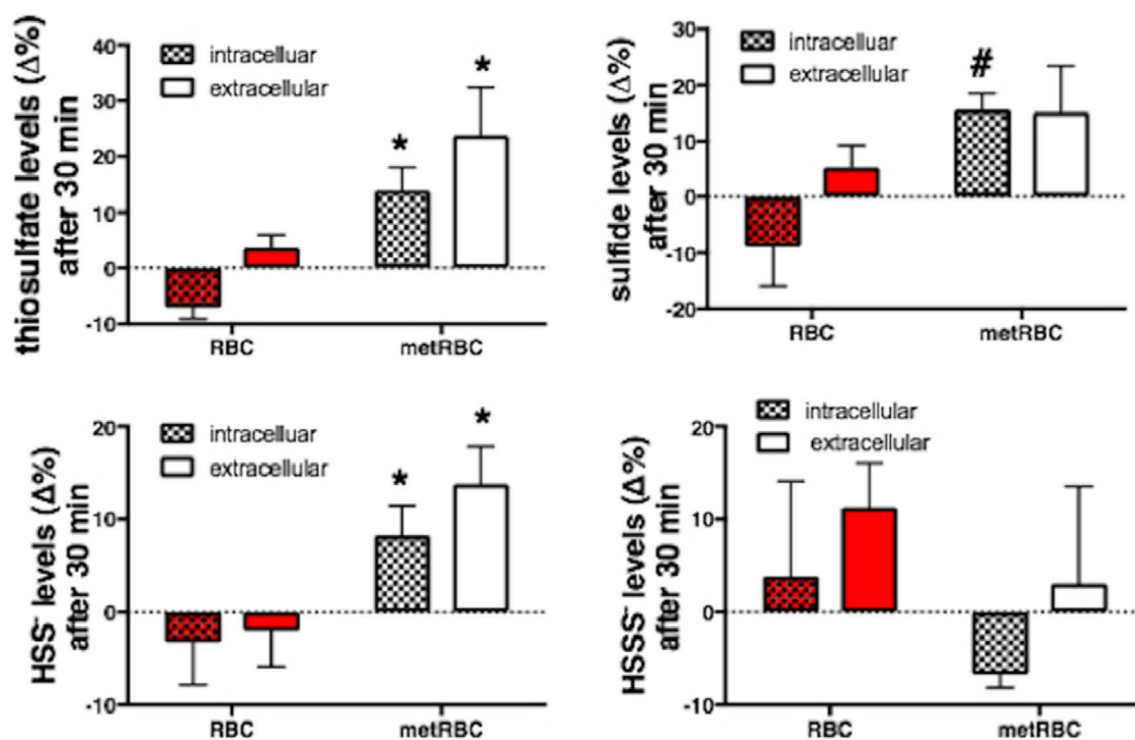 thiosulfate levels (Δ%)
after 30 min
40
30
20
10
0
-10
intracelluar
extracellular
*
*
RBC
metRBC
sulfide levels (Δ%)
after 30 min
30
20
10
0
-10
-20
intracelluar
extracellular
#
RBC
metRBC
HSS- levels (Δ%)
after 30 min
20
10
0
-10
intracelluar
extracellular
*
*
RBC
metRBC
HSSS- levels (Δ%)
after 30 min
20
10
0
-10
intracellular
extracellular
RBC
metRBC